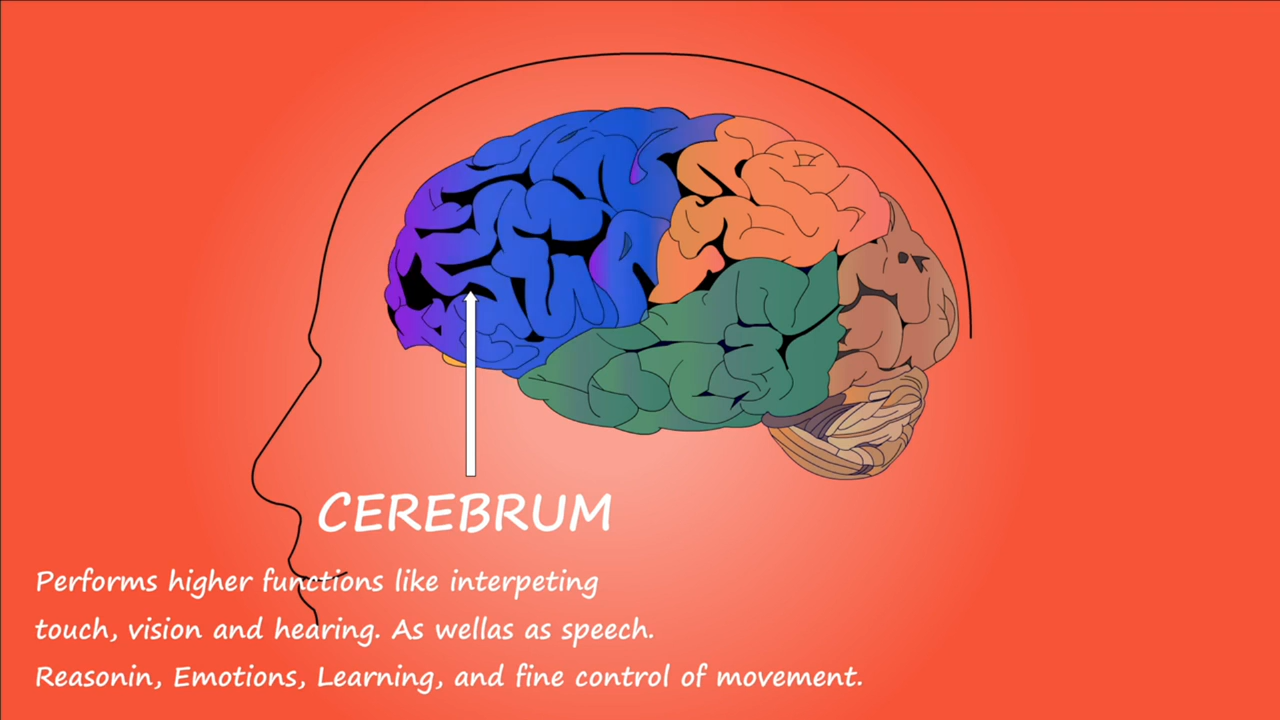 CEREBRUM
Performs higher functions like interpeting
touch, vision and hearing. As wellas as speech.
Reasonin, Emotions, Learning, and fine control of movement.